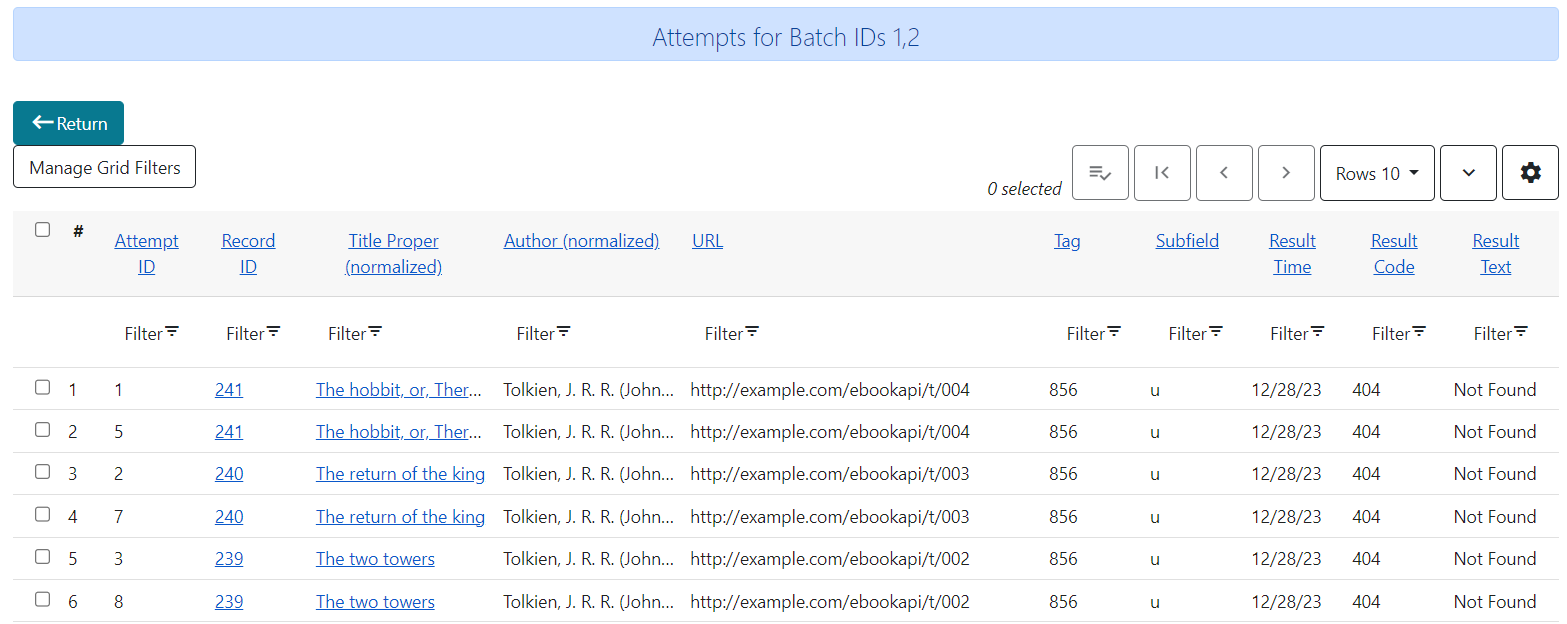 Attempts for Batch IDs 1,2
Return
Manage Grid Filters
0 selected
Rows 10
# Attempt ID Record ID Title Proper (normalized) Author (normalized) URL Tag Subfield Result Time Result Code Result Text
Filter Filter Filter Filter Filter Filter Filter Filter Filter Filter
1 1 241 The hobbit, or, Ther... Tolkien, J. R. R. (John... http://example.com/ebookapi/t/004 856 u 12/28/23 404 Not Found
2 5 241 The hobbit, or, Ther... Tolkien, J. R. R. (John... http://example.com/ebookapi/t/004 856 u 12/28/23 404 Not Found
3 2 240 The return of the king Tolkien, J. R. R. (John... http://example.com/ebookapi/t/003 856 u 12/28/23 404 Not Found
4 7 240 The return of the king Tolkien, J. R. R. (John... http://example.com/ebookapi/t/003 856 u 12/28/23 404 Not Found
5 3 239 The two towers Tolkien, J. R. R. (John... http://example.com/ebookapi/t/002 856 u 12/28/23 404 Not Found
6 8 239 The two towers Tolkien, J. R. R. (John... http://example.com/ebookapi/t/002 856 u 12/28/23 404 Not Found